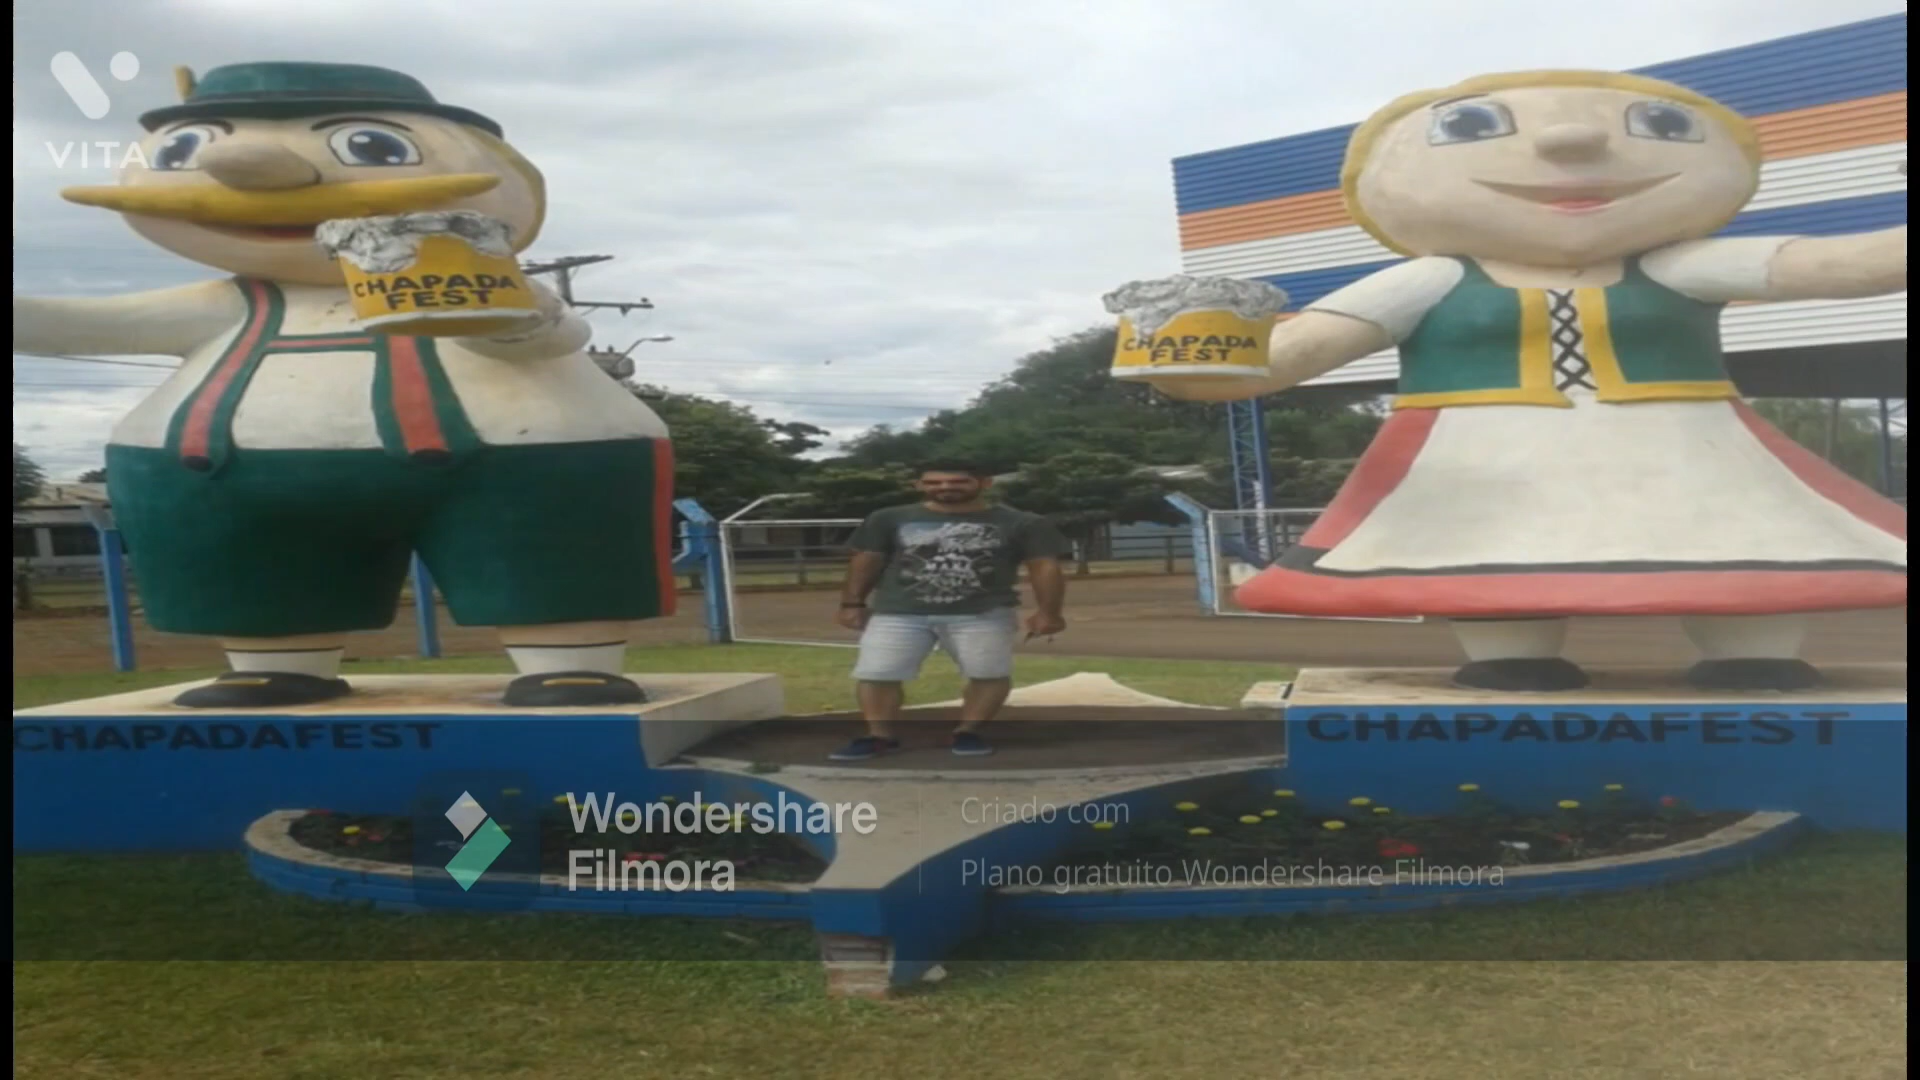 VITA
CHAPADA
FEST
CHAPADA
FEST
CHAPADAFEST
CHAPADAFEST
Wondershare
Filmora
Criado com
Plano gratuito Wondershare Filmora